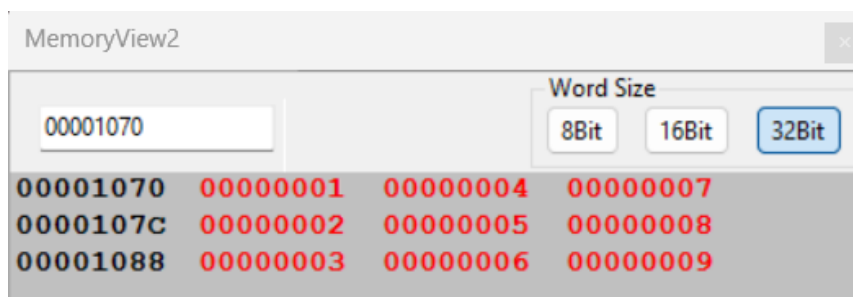 MemoryView2
Word Size
00001070 8Bit 16Bit 32Bit
00001070 00000001 00000004 00000007
0000107C 00000002 00000005 00000008
00001088 00000003 00000006 00000009